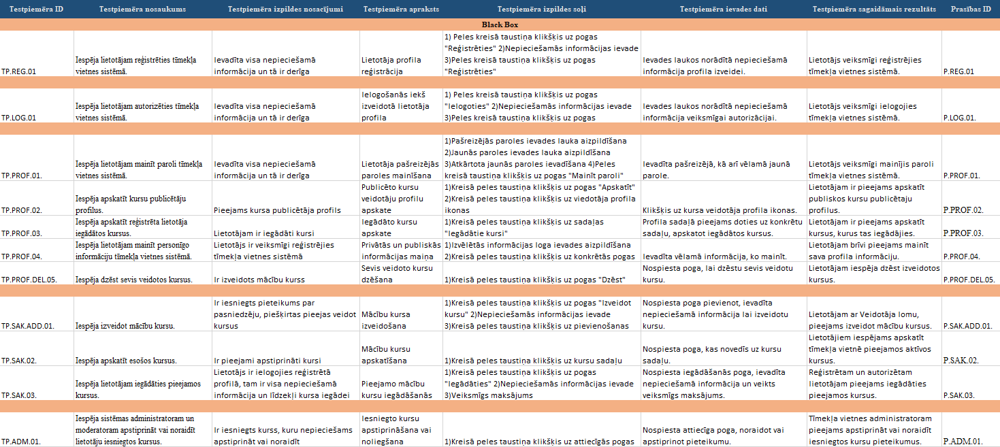 Testpiemēra ID
Testpiemēra nosaukums
Testpiemēra izpildes nosacījumi
Testpiemēra apraksts
Testpiemēra izpildes soļi
Testpiemēra ievades dati
Testpiemēra sagaidāmais rezultāts
Prasības ID
Black Box
TP.REG.01
Iespēja lietotājam reģistrēties tīmekļa
vietnes sistēmā.
Ievadīta visa nepieciešamā
informācija un tā ir derīga
Lietotāja profila
reģistrācija
1) Peles kreisā taustiņa klikšķis uz pogas
"Reģistrēties" 2)Nepieciešamās informācijas ievade
3)Peles kreisā taustiņa klikšķis uz pogas
"Reģistrēties"
Ievades laukos norādītā nepieciešamā
informācija profila izveidei.
Lietotājs veiksmīgi reģistrējies
tīmekļa vietnes sistēmā.
P.REG.01
TP.LOG.01
Iespēja lietotājam autorizēties tīmekļa
vietnes sistēmā.
Ievadīta visa nepieciešamā
informācija un tā ir derīga
Ielogošanās iekš
izveidotā lietotāja
profila
1) Peles kreisā taustiņa klikšķis uz pogas
"Ielogoties" 2)Nepieciešamās informācijas ievade
3)Peles kreisā taustiņa klikšķis uz pogas
Ievades laukos norādītā nepieciešamā
informācija veiksmīgai autorizācijai.
Lietotājs veiksmīgi ielogojies
tīmekļa vietnes sistēmā.
P.LOG.01.
TP.PROF.01.
Iespēja lietotājam mainīt paroli tīmekļa
vietnes sistēmā.
Ievadīta visa nepieciešamā
informācija un tā ir derīga
Lietotāja pašreizējās
paroles mainīšana
1)Pašreizējās paroles ievades lauka aizpildīšana
2)Jaunās paroles ievades lauka aizpildīšana
3)Atkārtota jaunās paroles ievadīšana 4)Peles
kreisā taustiņa klikšķis uz pogas "Mainīt paroli"
Ievadīta pašreizējā, kā arī vēlamā jaunā
parole.
Lietotājs veiksmīgi mainījis paroli
tīmekļa vietnes sistēmā.
P.PROF.01.
TP.PROF.02.
Iespēja apskatīt kursu publicētāju
profilus.
Pieejams kursa publicētāja profils
Publicēto kursu
veidotāju profilu
apskate
1)Kreisā peles taustiņa klikšķis uz pogas "Apskatīt"
2)Kreisā peles taustiņa klikšķis uz viedotāja profila
ikonas
Klikšķis uz kursa veidotāja profila ikonas.
Lietotājam ir pieejams apskatīt
publiskos kursu publicētaju
profilus.
P.PROF.02.
TP.PROF.03.
Iespēja apskatīt reģistrēta lietotāja
iegādātos kursus.
Lietotājam ir iegādāti kursi
Iegādāto kursu
apskate
1)Kreisā peles taustiņa klikšķis uz sadaļas
"Iegādātie kursi"
Profila sadaļā pieejams doties uz konkrētu
sadaļu, apskatot iegādātos kursus.
Lietotājam ir pieejams apskatīt
kursus, kurus tas iegādājies.
P.PROF.03.
TP.PROF.04.
Iespēja lietotājam mainīt personīgo
informāciju tīmekļa vietnes sistēmā.
Lietotājs ir veiksmīgi reģistrējies
tīmekļa vietnes sistēmā
Privātās un publiskās
informācijas maiņa
1)Izvēlētās informācijas loga ievades aizpildīšana
2)Kreisā peles taustiņa klikšķis uz konkrētās pogas
Ievadīta vēlamā informācija, ko mainīt.
Lietotājam brīvi pieejams mainīt
sava profila informāciju.
P.PROF.04.
TP.PROF.DEL.05.
Iespēja dzēst sevis veidotos kursus.
Ir izveidots mācību kurss
Sevis veidoto kursu
dzēšana
1)Kreisā peles taustiņa klikšķis uz pogas "Dzēst"
Nospiesta poga, lai dzēstu sevis veidotu
kursu.
Lietotājam iespēja dzēst izveidotos
kursus.
P.PROF.DEL.05.
TP.SAK.ADD.01.
Iespēja izveidot mācību kursu.
Ir iesniegts pieteikums par
pasniedzēju, piešķirtas pieejas veidot
kursus
Mācību kursa
izveidošana
1)Kreisā peles taustiņa klikšķis uz pogas "Izveidot
kursu" 2)Nepieciešamās informācijas ievade
3)Kreisā peles taustiņa klikšķis uz pievienošanas
Nospiesta poga pievienot, ievadīta
nepieciešamā informācija lai izveidotu
kursu.
Lietotājam ar Veidotāja lomu,
pieejams izveidot mācību kursu.
P.SAK.ADD.01.
TP.SAK.02.
Iespēja apskatīt esošos kursus.
Ir pieejami apstiprināti kursi
Mācību kursu
apskatīšana
1)Kreisā peles taustiņa klikšķis uz kursu sadaļu
Nospiesta poga, kas novedīs uz kursu
sadaļu.
Lietotājiem iespējams apskatīt
tīmekļa vietnē pieejamos aktīvos
kursus.
P.SAK.02.
TP.SAK.03.
Iespēja lietotājam iegādāties pieejamos
kursus.
Lietotājs ir ielogojies reģistrētā
profilā, tam ir visa nepieciešamā
informācija un līdzekļi kursa iegādei
Pieejamo mācību
kursu iegādāšanās
1)Kreisā peles taustiņa klikšķis uz pogas
"Iegādāties" 2)Nepieciešamās informācijas ievade
3)Veiksmīgs maksājums
Nospiesta iegādāšanās poga, ievadīta
nepieciešamā informācija un veikts
veiksmīgs maksājums.
Reģistrētam un autorizētam
lietotājam pieejams iegādāties
pieejamos kursus.
P.SAK.03.
TP.ADM.01.
Iespēja sistēmas administratoram un
moderatoram apstiprināt vai noraidīt
lietotāju iesniegtos kursus.
Ir iesniegts kurss, kuru nepieciešams
apstiprināt vai noraidīt
Iesniegto kursu
apstiprināšana vai
noliegšana
1)Kreisā peles taustiņa klikšķis uz attiecīgās pogas
Nospiesta attiecīga poga, noraidot vai
apstiprinot pieteikumu.
Tīmekļa vietnes administratoram
pieejams apstiprināt vai noraidīt
iesniegtos kursu pieteikumus.
P.ADM.01.